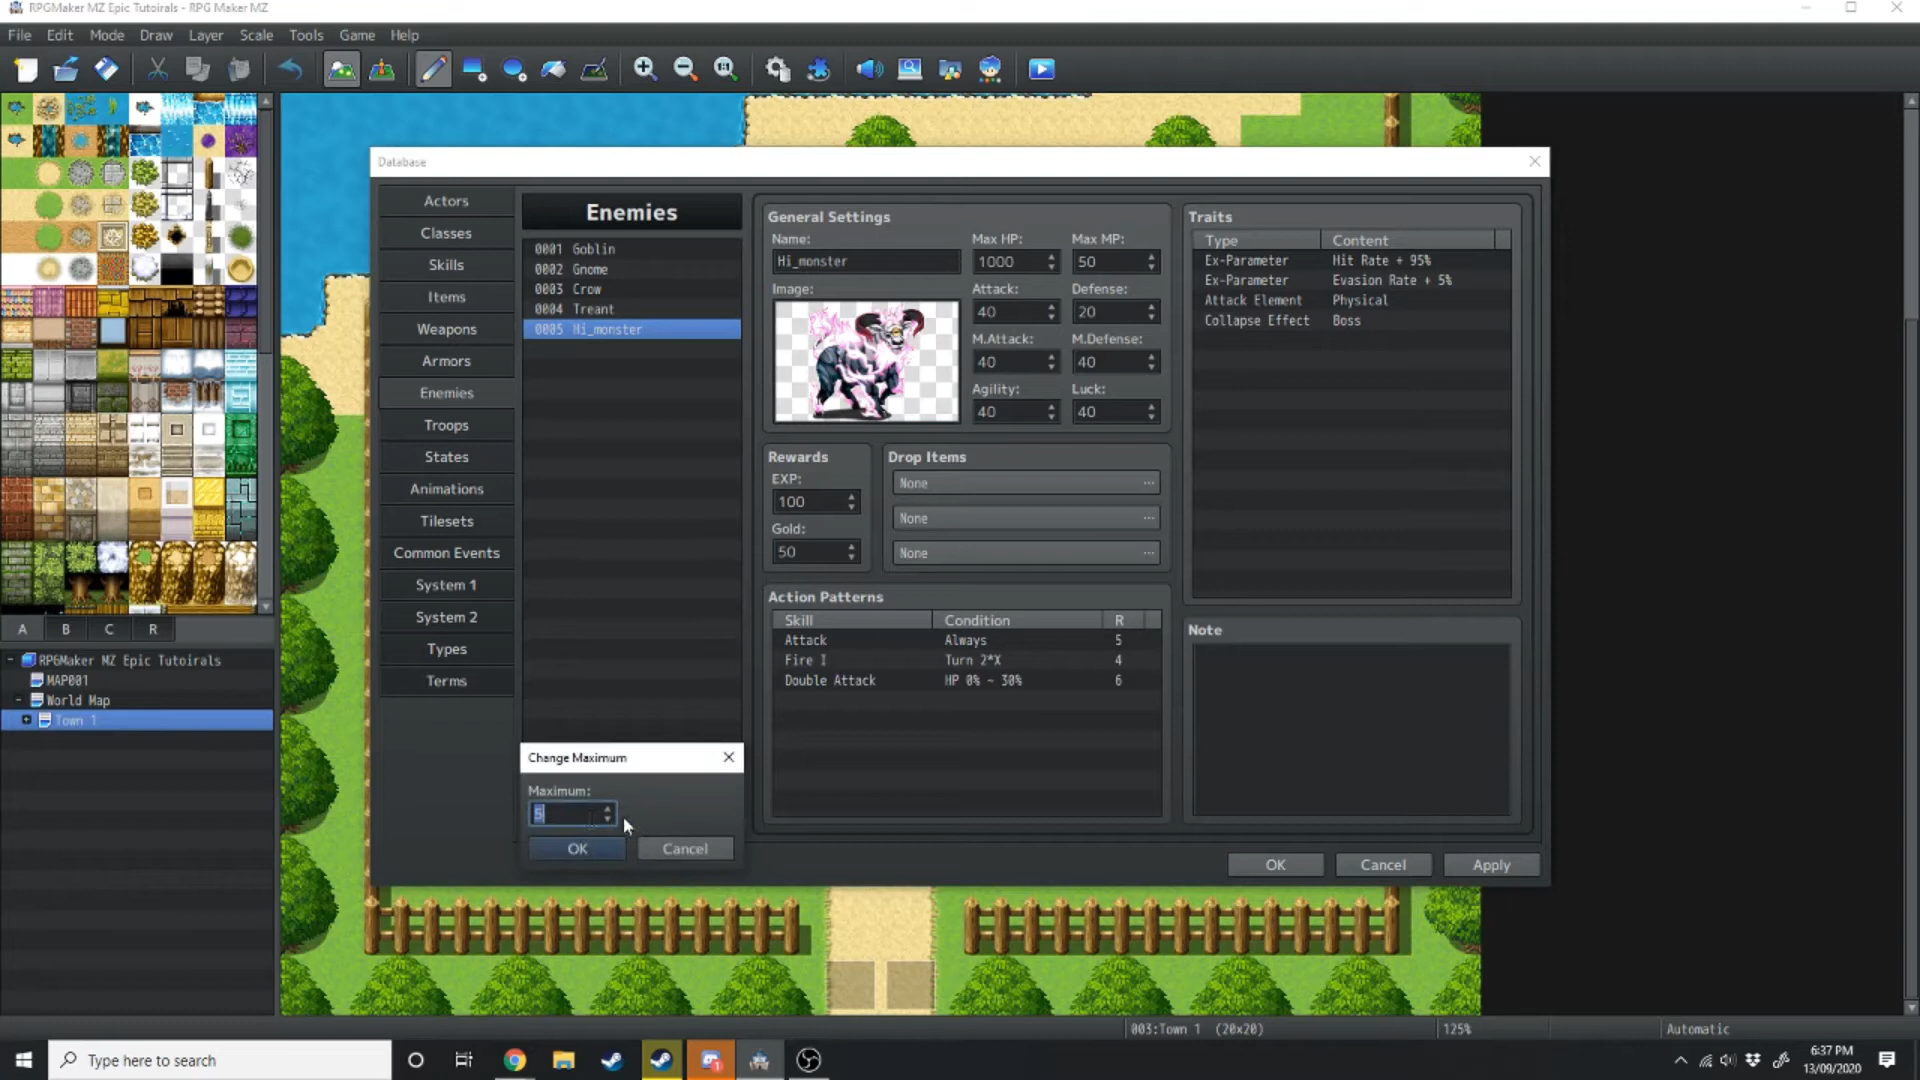 RPGMaker MZ Epic Tutoirals - RPG Maker MZ
File Edit Mode Draw Layer Scale Tools Game Help
Database
Actors
Classes
Skills
Items
Weapons
Armors
Enemies
Troops
States
Animations
Tilesets
Common Events
System 1
System 2
Types
Terms
Enemies
0001 Goblin
0002 Gnome
0003 Crow
0004 Treant
0005 Hi_monster
General Settings
Name:
Hi_monster
Max HP:
1000
Max MP:
50
Image:
Attack:
40
Defense:
20
M.Attack:
40
M.Defense:
40
Agility:
40
Luck:
40
Rewards
EXP:
100
Gold:
50
Drop Items
None ...
None ...
None ...
Action Patterns
Skill Condition R
Attack Always 5
Fire I Turn 2*X 4
Double Attack HP 0% ~ 30% 6
Traits
Type Content
Ex-Parameter Hit Rate + 95%
Ex-Parameter Evasion Rate + 5%
Attack Element Physical
Collapse Effect Boss
Note
Change Maximum
Maximum:
5
OK Cancel
OK Cancel Apply
A B C R
RPGMaker MZ Epic Tutoirals
MAP001
World Map
Town 1
003:Town 1 (20x20)
125%
Automatic
Type here to search
6:37 PM
13/09/2020